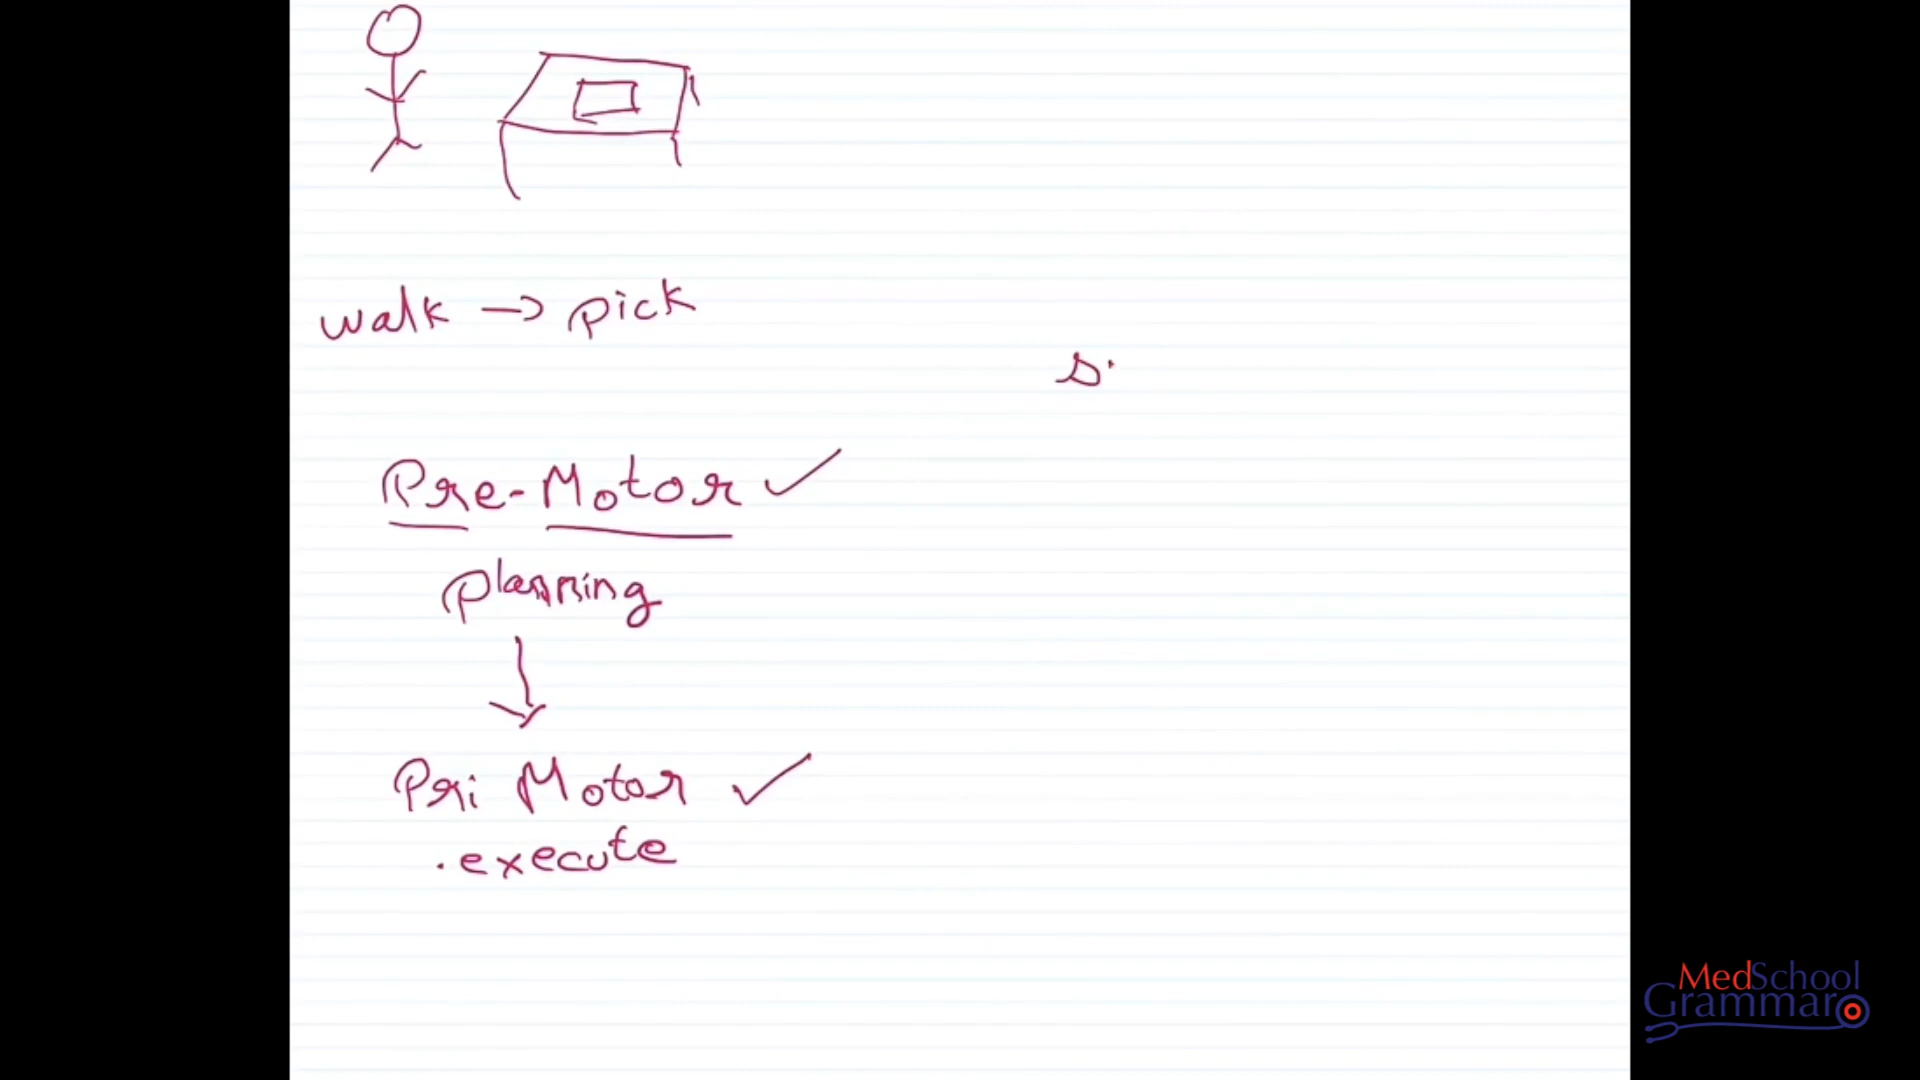 walk → pick
s.
Pre-Motor ✓
planning
↓
Pri Motor ✓
. execute
MedSchool
Grammar